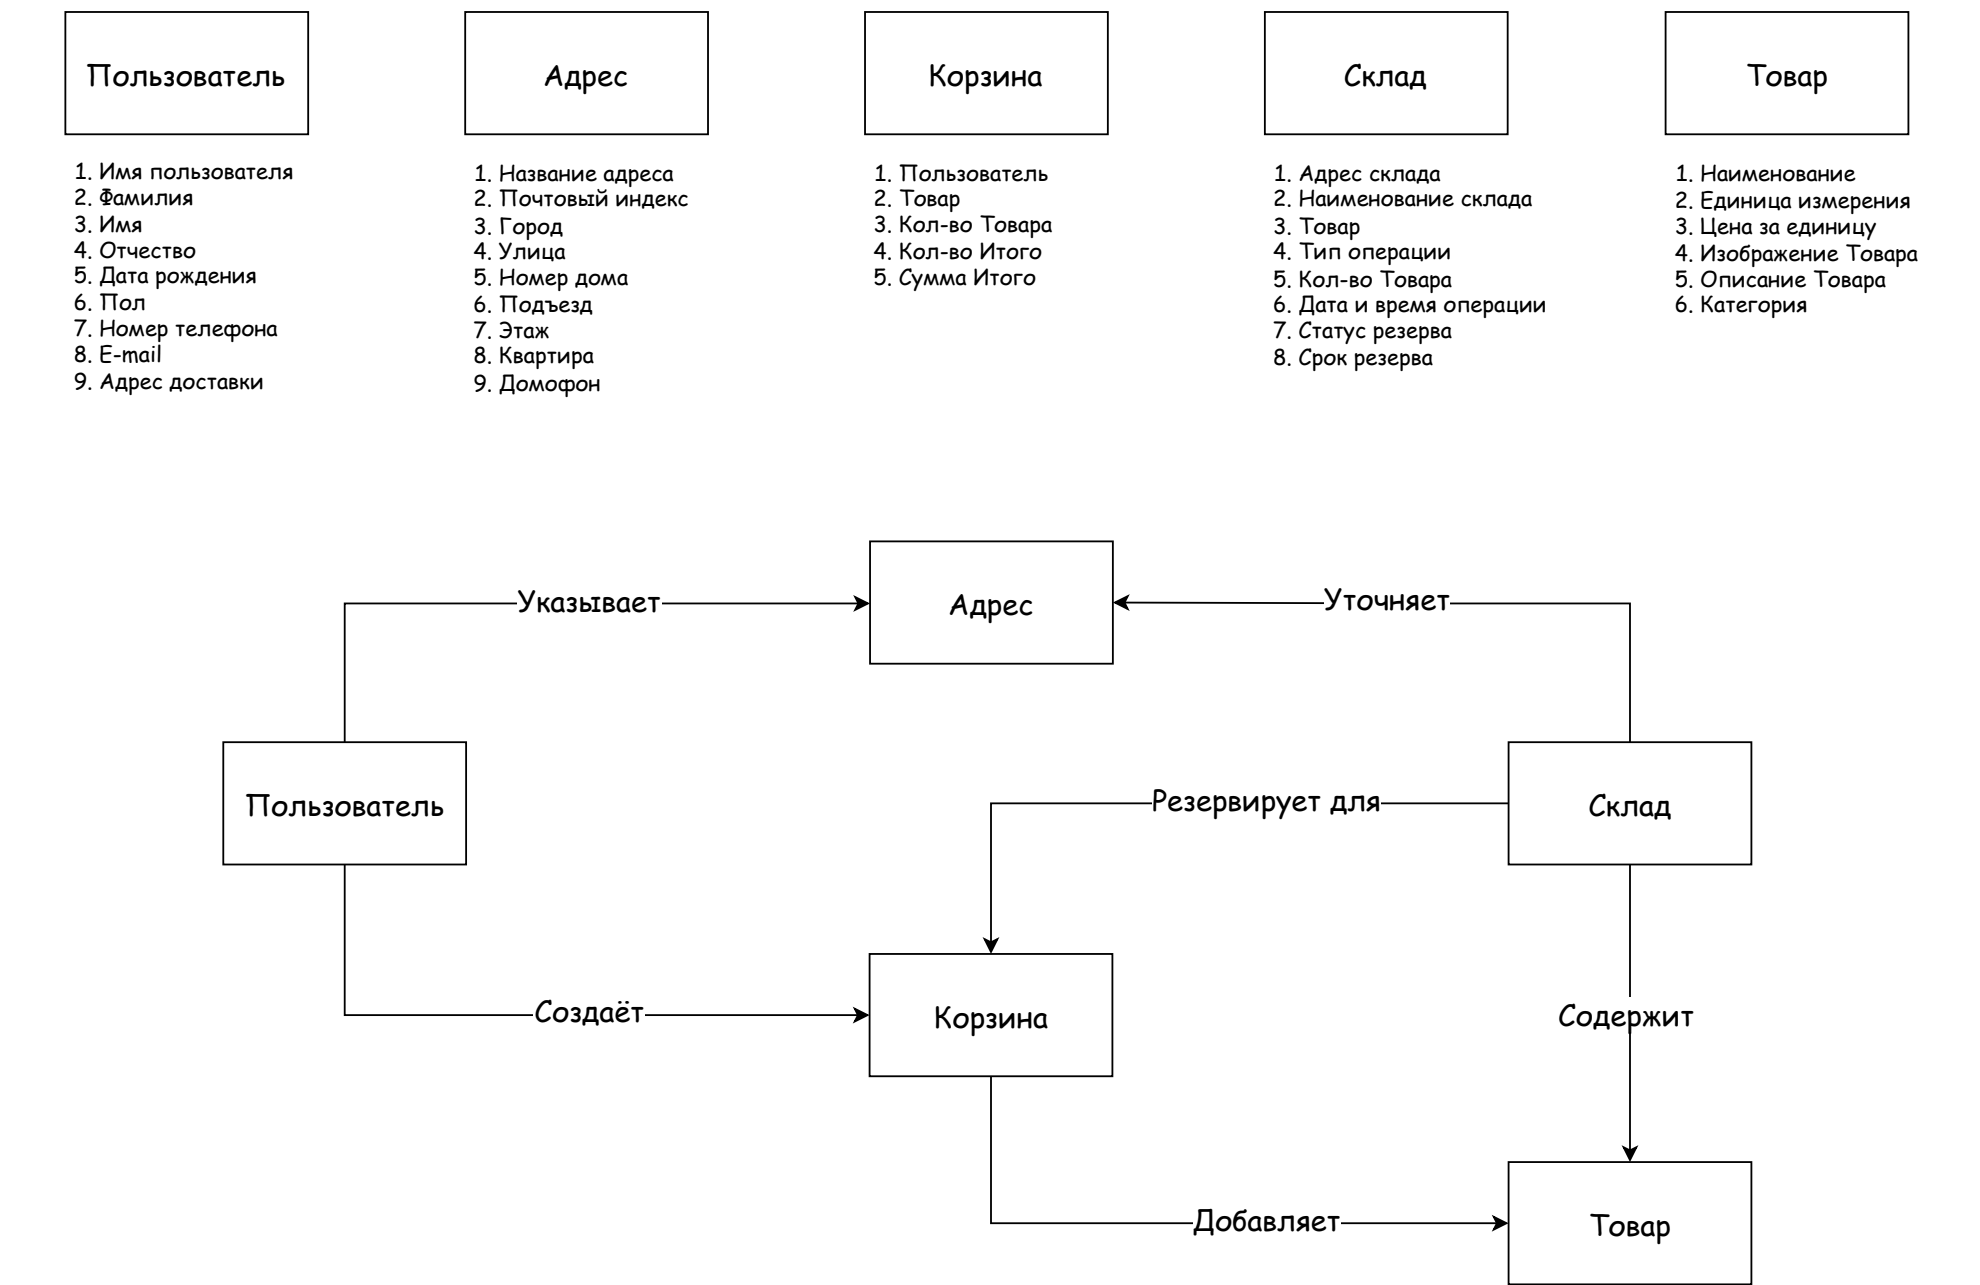 Пользователь
Адрес
Корзина
Склад
Товар
1. Имя пользователя
2. Фамилия
3. Имя
4. Отчество
5. Дата рождения
6. Пол
7. Номер телефона
8. E-mail
9. Адрес доставки
1. Название адреса
2. Почтовый индекс
3. Город
4. Улица
5. Номер дома
6. Подъезд
7. Этаж
8. Квартира
9. Домофон
1. Пользователь
2. Товар
3. Кол-во Товара
4. Кол-во Итого
5. Сумма Итого
1. Адрес склада
2. Наименование склада
3. Товар
4. Тип операции
5. Кол-во Товара
6. Дата и время операции
7. Статус резерва
8. Срок резерва
1. Наименование
2. Единица измерения
3. Цена за единицу
4. Изображение Товара
5. Описание Товара
6. Категория
Указывает
Адрес
Уточняет
Пользователь
Резервирует для
Склад
Создаёт
Корзина
Содержит
Добавляет
Товар